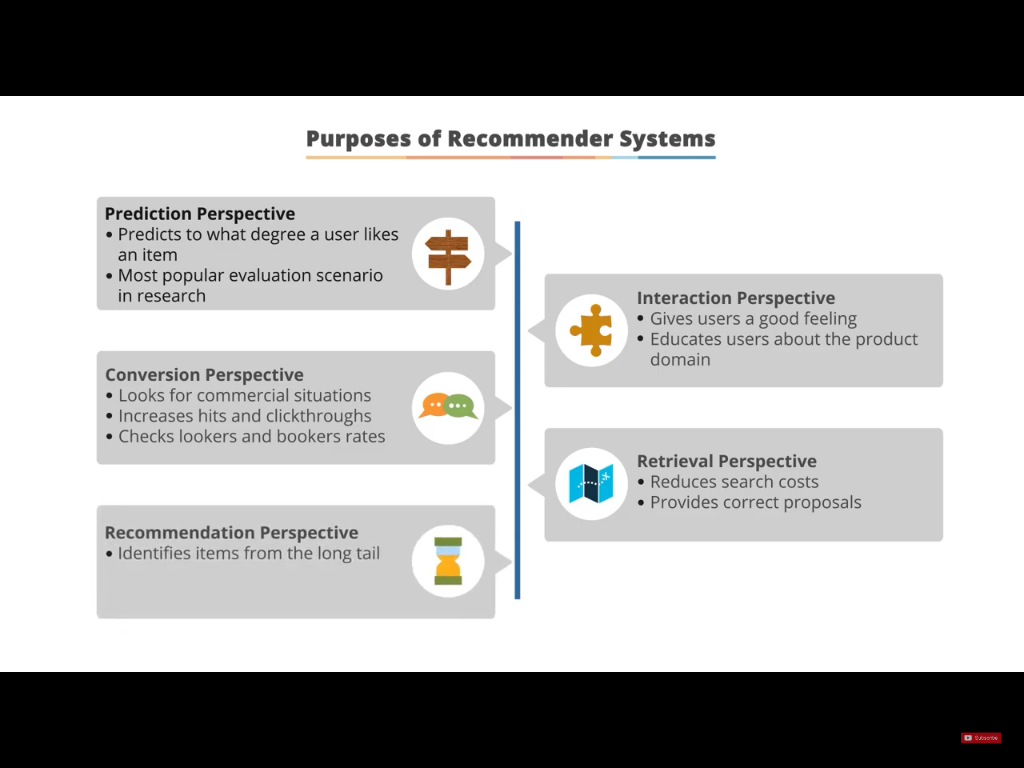 Purposes of Recommender Systems
Prediction Perspective
• Predicts to what degree a user likes
an item
• Most popular evaluation scenario
in research
Interaction Perspective
• Gives users a good feeling
• Educates users about the product
domain
Conversion Perspective
• Looks for commercial situations
• Increases hits and clickthroughs
• Checks lookers and bookers rates
Retrieval Perspective
• Reduces search costs
• Provides correct proposals
Recommendation Perspective
• Identifies items from the long tail
Subscribe